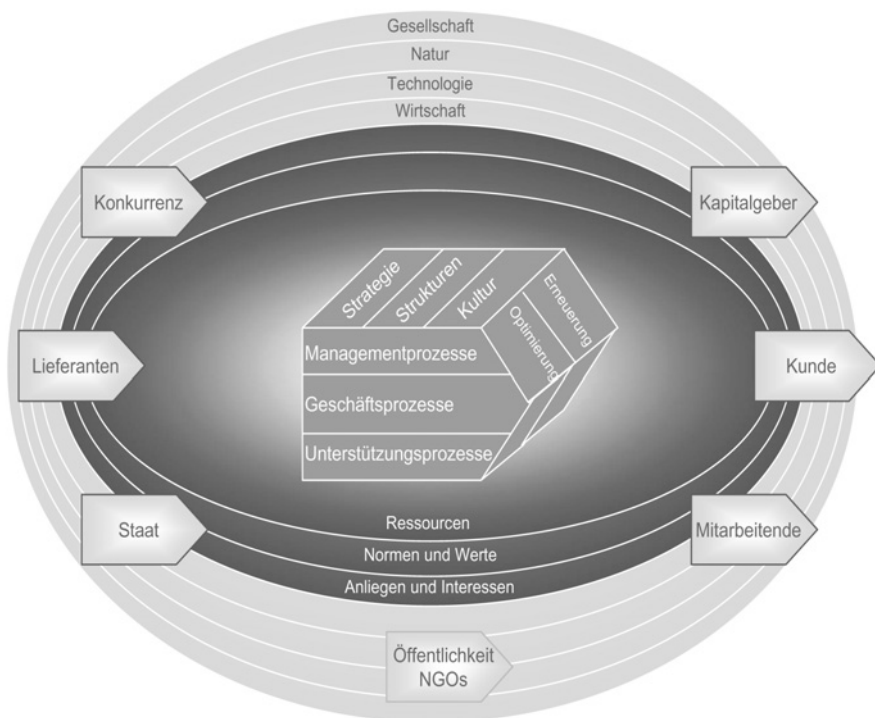 Gesellschaft
Natur
Technologie
Wirtschaft
Konkurrenz
Kapitalgeber
Strategie
Strukturen
Kultur
Erneuerung
Optimierung
Managementprozesse
Lieferanten
Kunde
Geschäftsprozesse
Unterstützungsprozesse
Staat
Ressourcen
Mitarbeitende
Normen und Werte
Anliegen und Interessen
Öffentlichkeit
NGOs